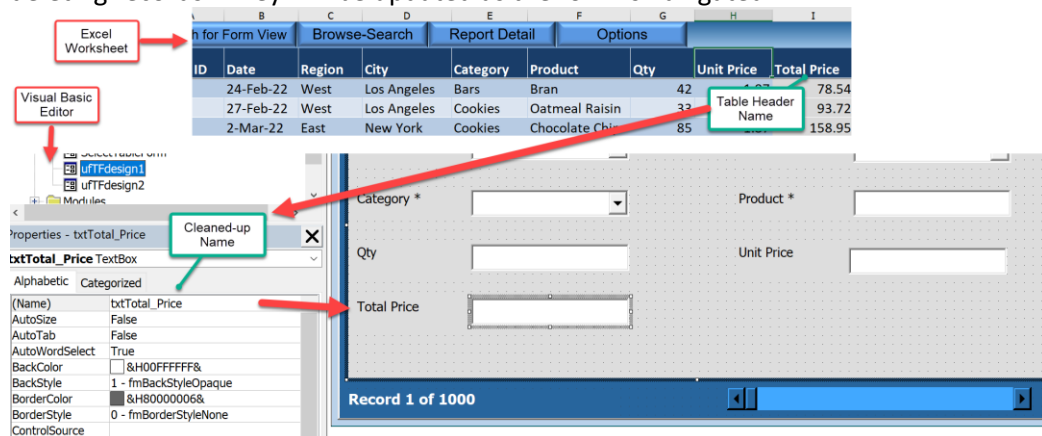 B C D E F G H I
h for Form View Browse-Search Report Detail Options
Excel
Worksheet
ID Date Region City Category Product Qty Unit Price Total Price
24-Feb-22 West Los Angeles Bars Bran 42 78.54
27-Feb-22 West Los Angeles Cookies Oatmeal Raisin 33 93.72
2-Mar-22 East New York Cookies Chocolate Chip 85 158.95
Table Header
Name
Visual Basic
Editor
ufTFdesign1
ufTFdesign2
Modules
Cleaned-up
Name
Properties - txtTotal_Price
txtTotal_Price TextBox
Alphabetic Categorized
(Name) txtTotal_Price
AutoSize False
AutoTab False
AutoWordSelect True
BackColor &H00FFFFFF&
BackStyle 1 - fmBackStyleOpaque
BorderColor &H80000006&
BorderStyle 0 - fmBorderStyleNone
ControlSource
Category * Product *
Qty Unit Price
Total Price
Record 1 of 1000